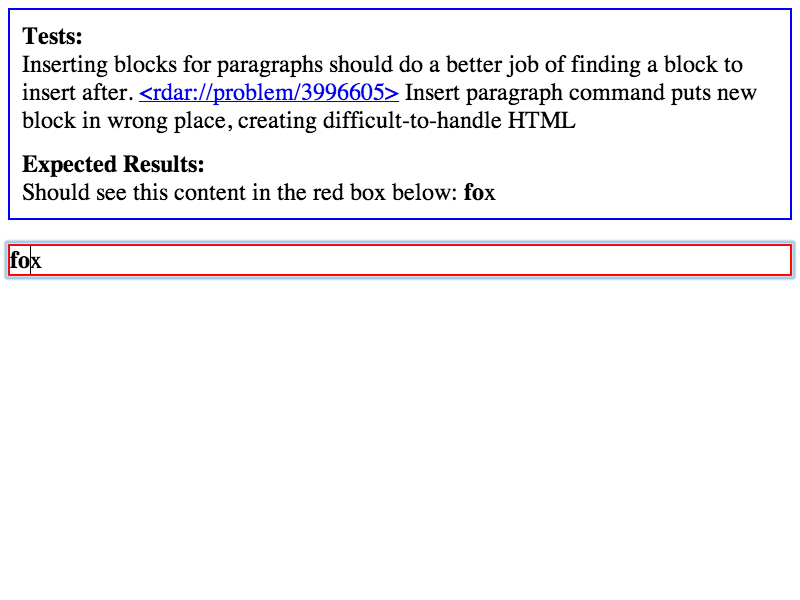 Tests:
Inserting blocks for paragraphs should do a better job of finding a block to
insert after. <rdar://problem/3996605> Insert paragraph command puts new
block in wrong place, creating difficult-to-handle HTML
Expected Results:
Should see this content in the red box below: fox
fox